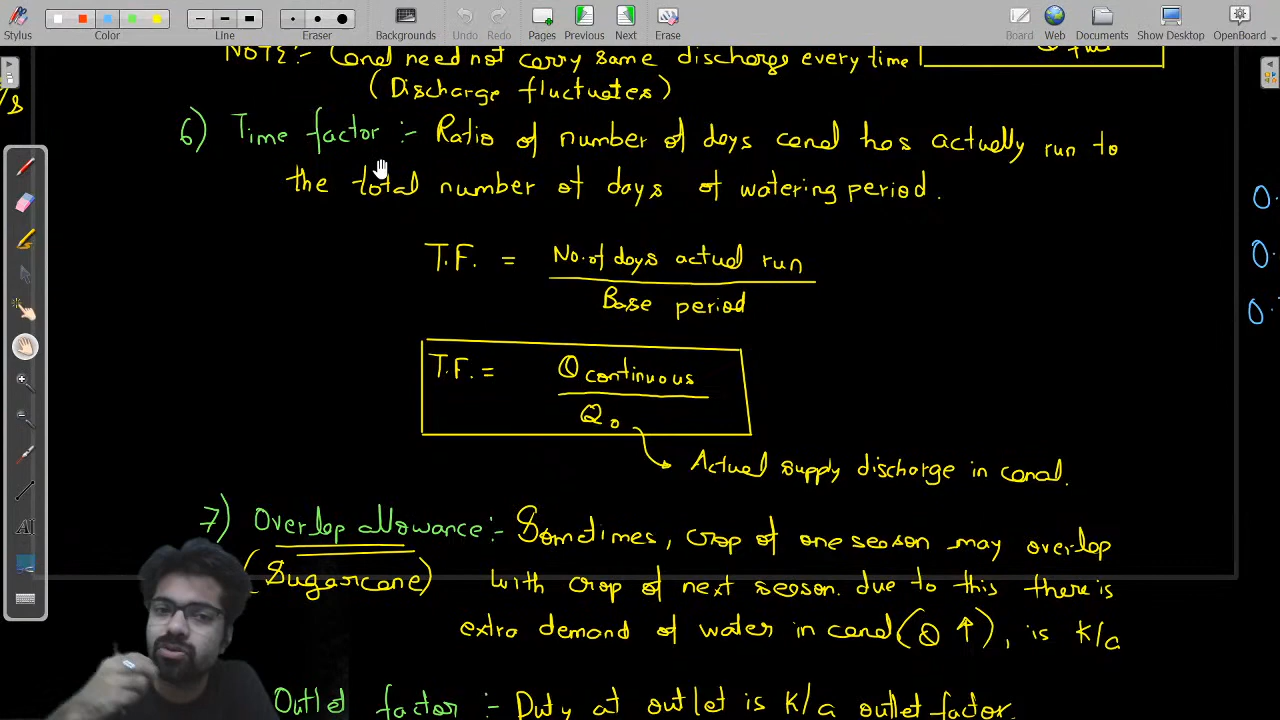 Stylus
Color
Line
Eraser
Backgrounds
Undo
Redo
Pages
Previous
Next
Erase
Board
Web
Documents
Show Desktop
OpenBoard
NOTE:- Canal need not carry same discharge every time
(Discharge fluctuates)
/s
6) Time factor :- Ratio of number of days canal has actually run to
the total number of days of watering period.
0.
0.
0.
T.F. = No. of days actual run
Base period
T.F. = Q continuous
Q₀
Actual supply discharge in canal.
7) Overlap allowance:- Sometimes, crop of one season may overlap
(Sugarcane) with crop of next season. due to this there is
extra demand of water in canal (Q ↑), is K/a
Outlet factor :- Duty at outlet is K/a outlet factor.